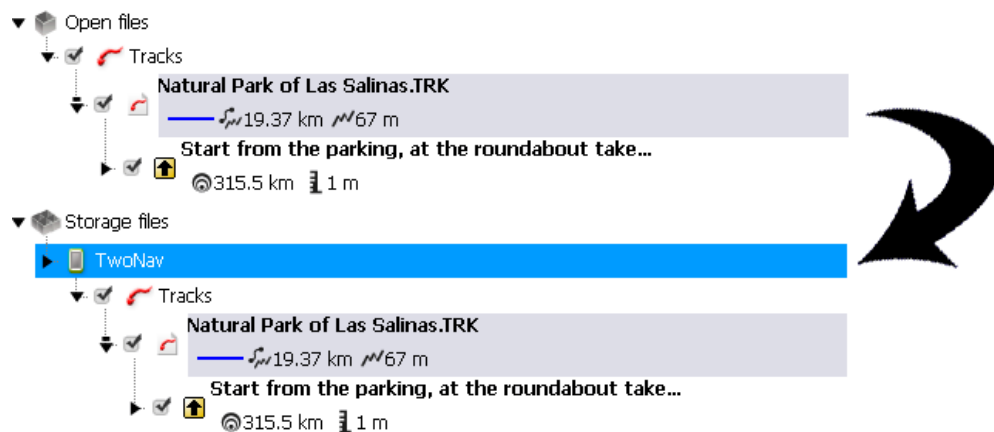 Open files
Tracks
Natural Park of Las Salinas.TRK
19.37 km 67 m
Start from the parking, at the roundabout take...
315.5 km 1 m
Storage files
TwoNav
Tracks
Natural Park of Las Salinas.TRK
19.37 km 67 m
Start from the parking, at the roundabout take...
315.5 km 1 m